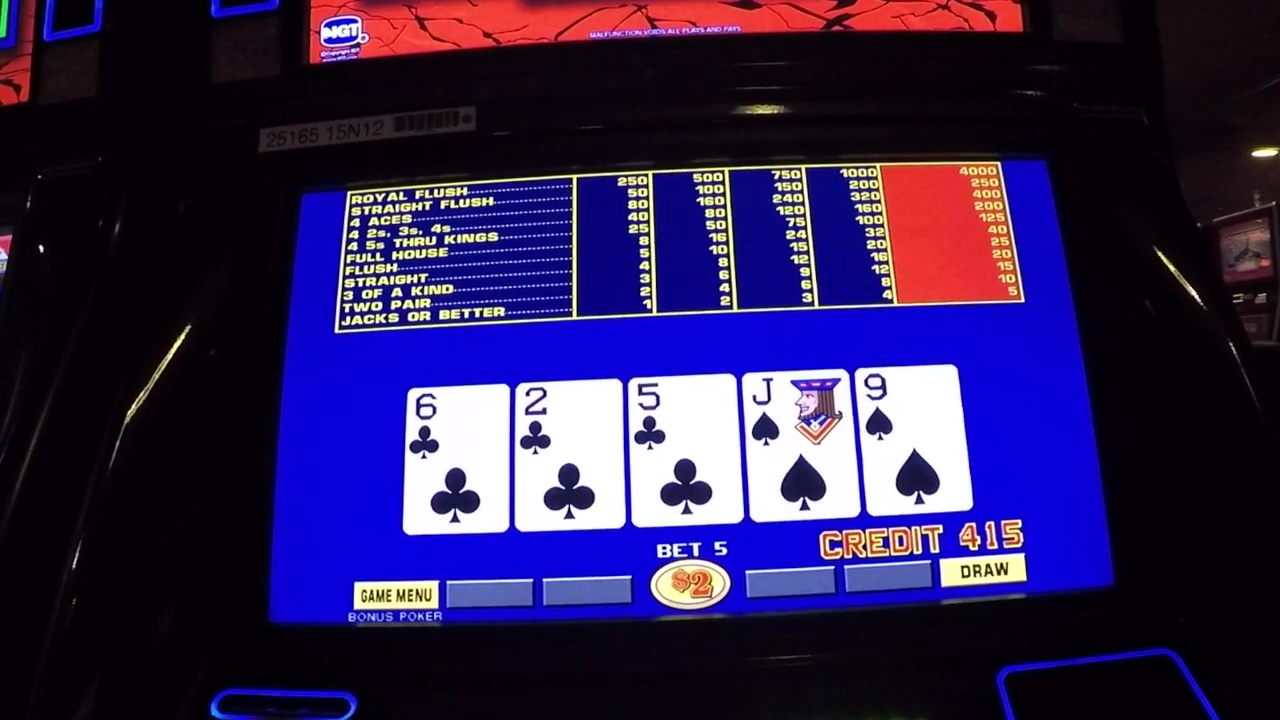 IGT
MALFUNCTION VOIDS ALL PLAYS AND PAYS
25165 15N12
ROYAL FLUSH 250 500 750 1000 4000
STRAIGHT FLUSH 50 100 150 200 250
4 ACES 80 160 240 320 400
4 2s, 3s, 4s 40 80 120 160 200
4 5s THRU KINGS 25 50 75 100 125
FULL HOUSE 8 16 24 32 40
FLUSH 5 10 15 20 25
STRAIGHT 4 8 12 16 20
3 OF A KIND 3 6 9 12 15
TWO PAIR 2 4 6 8 10
JACKS OR BETTER 1 2 3 4 5
6 2 5 J 9
BET 5
CREDIT 415
GAME MENU $2 DRAW
BONUS POKER